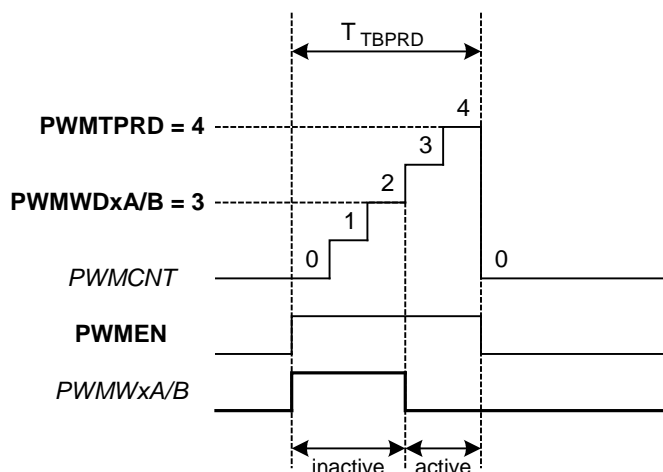 T TBPRD
4
PWMTPRD = 4
3
2
PWMWDxA/B = 3
1
0 0
PWMCNT
PWMEN
PWMWxA/B
inactive active